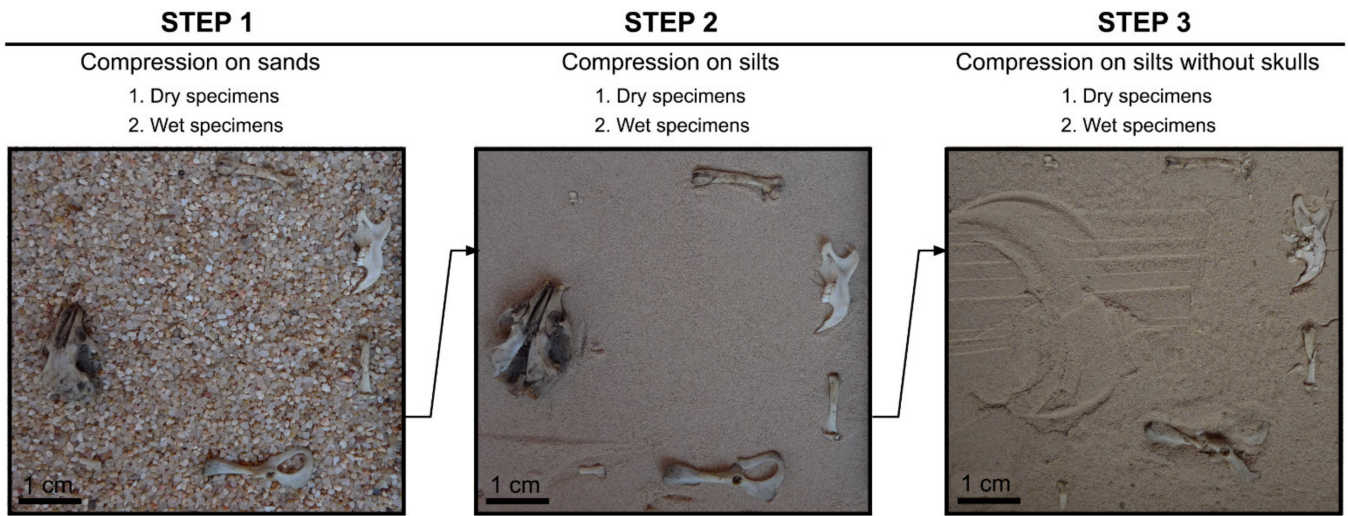 STEP 1
STEP 2
STEP 3
Compression on sands
Compression on silts
Compression on silts without skulls
1. Dry specimens
1. Dry specimens
1. Dry specimens
2. Wet specimens
2. Wet specimens
2. Wet specimens
1 cm
1 cm
1 cm